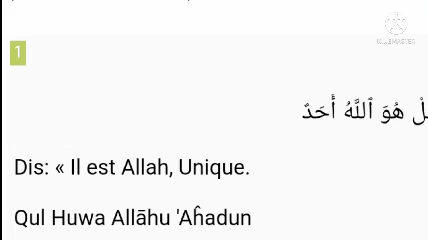 1
لْ هُوَ ٱللَّهُ أَحَدٌ
Dis: « Il est Allah, Unique.
Qul Huwa Allāhu 'Aĥadun